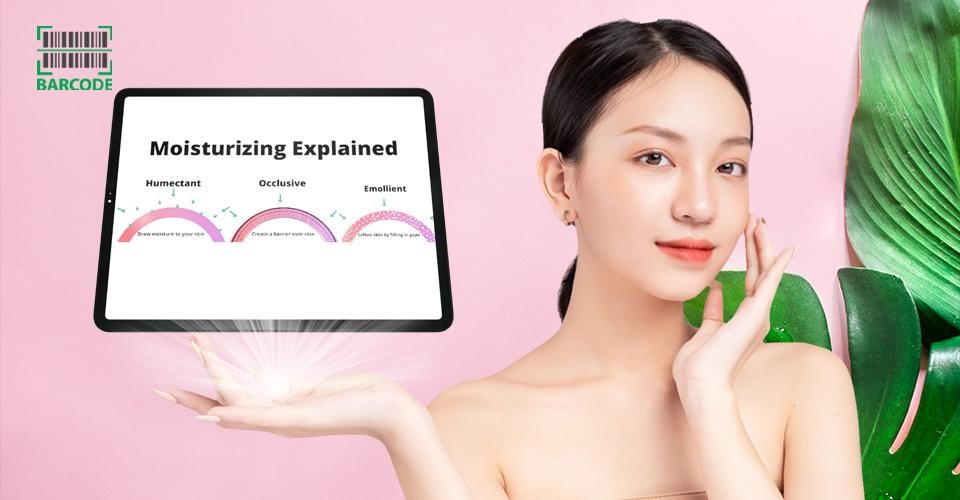 BARCODE
Moisturizing Explained
Humectant
Occlusive
Emollient
Draw moisture to your skin
Create a barrier over skin
Soften skin by filling in gaps